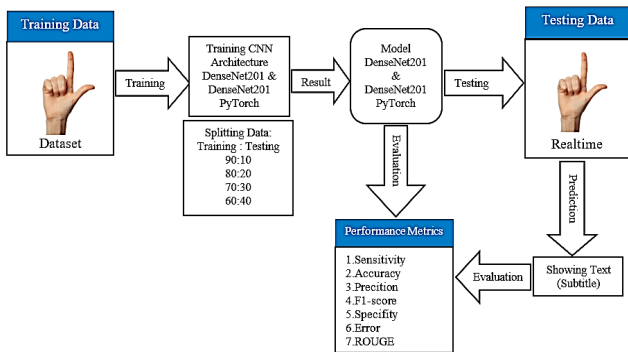 Training Data
Dataset
Training
Training CNN
Architecture
DenseNet201 &
DenseNet201
PyTorch
Splitting Data:
Training : Testing
90:10
80:20
70:30
60:40
Result
Model
DenseNet201
&
DenseNet201
PyTorch
Testing
Testing Data
Realtime
Evaluation
Prediction
Performance Metrics
1.Sensitivity
2.Accuracy
3.Precition
4.F1-score
5.Specifity
6.Error
7.ROUGE
Evaluation
Showing Text
(Subtitle)